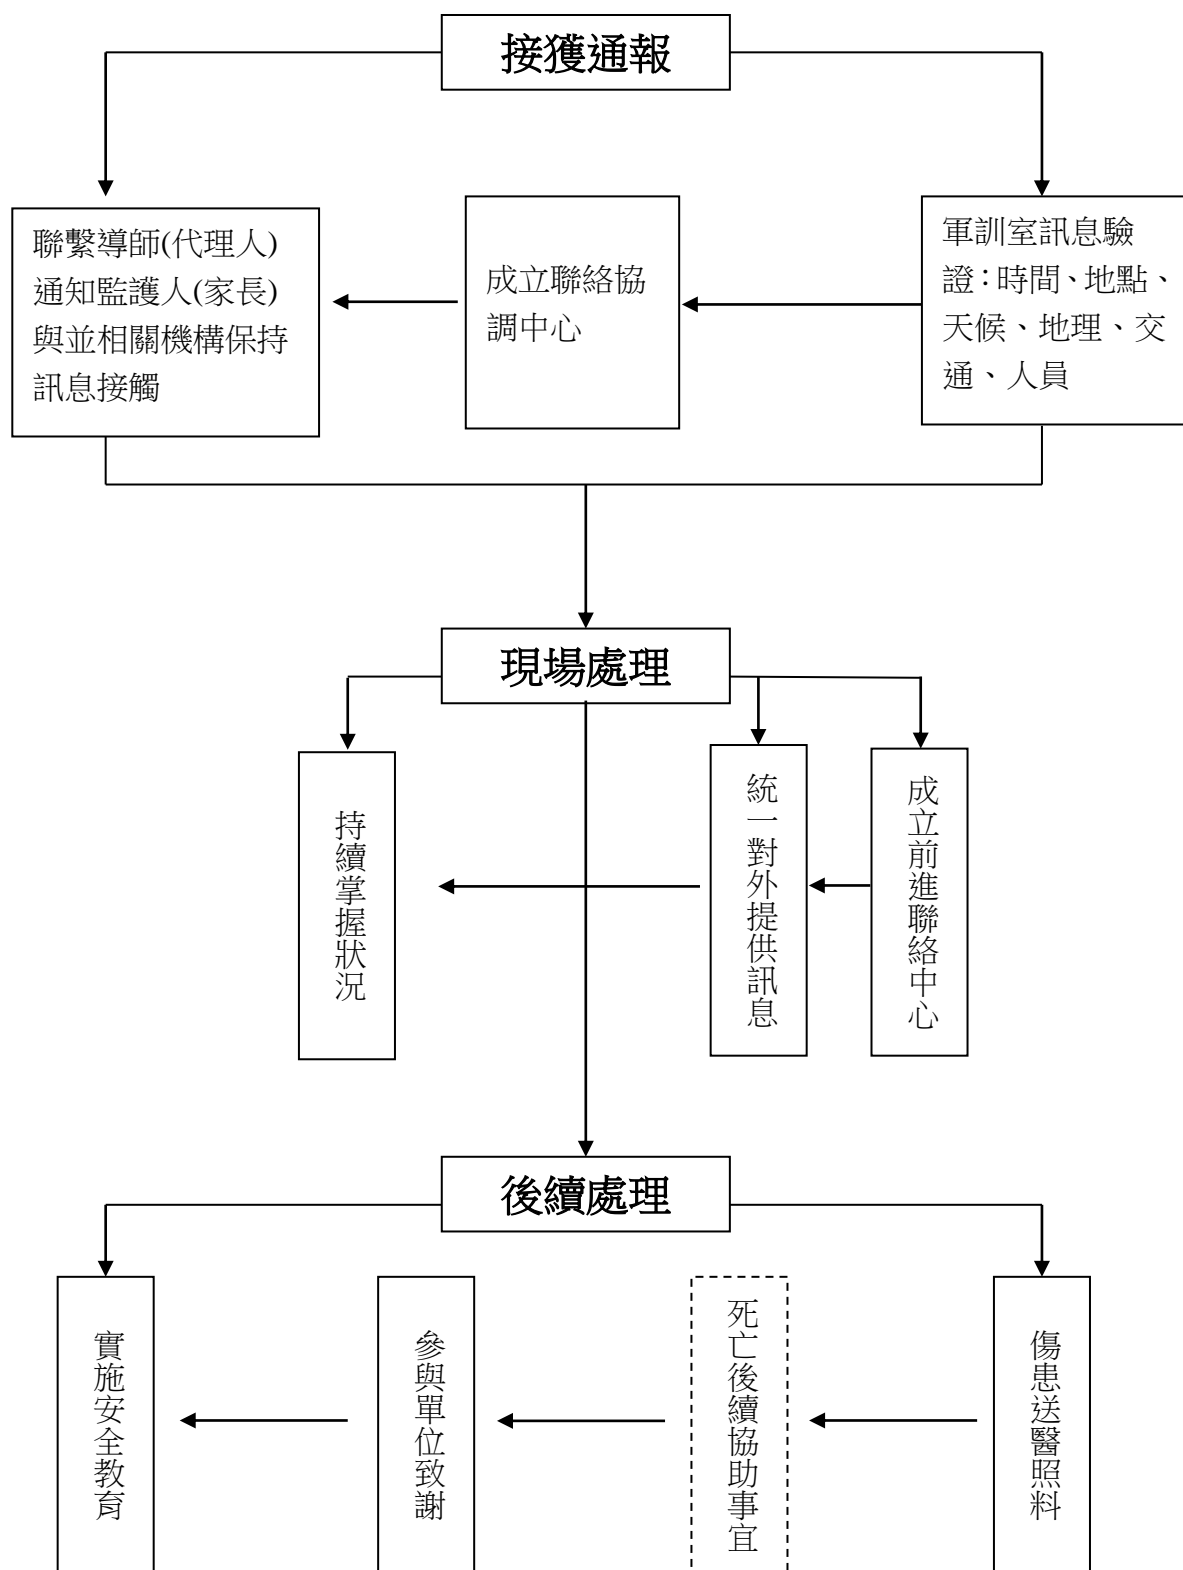 接獲通報
聯繫導師(代理人)
通知監護人(家長)
與並相關機構保持
訊息接觸
成立聯絡協
調中心
軍訓室訊息驗
證：時間、地點、
天候、地理、交
通、人員
現場處理
持續掌握狀況
統一對外提供訊息
成立前進聯絡中心
後續處理
實施安全教育
參與單位致謝
死亡後續協助事宜
傷患送醫照料